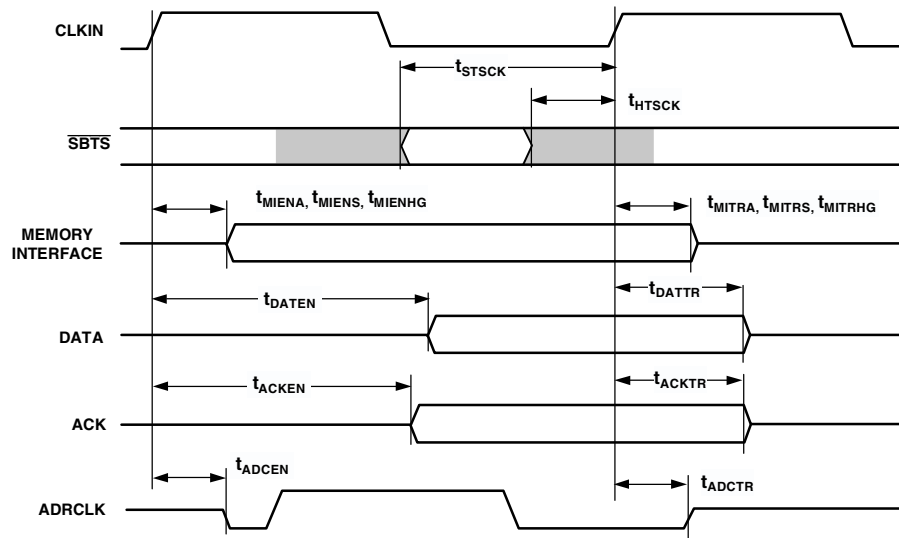 CLKIN
tSTSCK
tHTSCK
SBTS
tMIENA, tMIENS, tMIENHG
tMITRA, tMITRS, tMITRHG
MEMORY
INTERFACE
tDATEN
tDATTR
DATA
tACKEN
tACKTR
ACK
tADCEN
tADCTR
ADRCLK